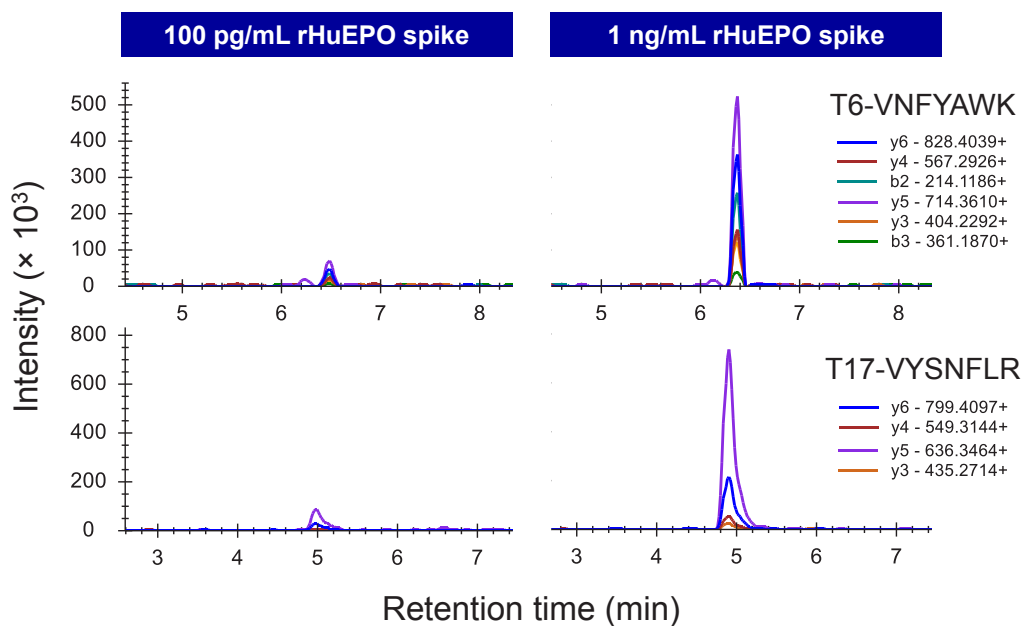 100 pg/mL rHuEPO spike
1 ng/mL rHuEPO spike
Intensity (× 10³)
500
400
300
200
100
0
5
6
7
8
5
6
7
8
T6-VNFYAWK
y6 - 828.4039+
y4 - 567.2926+
b2 - 214.1186+
y5 - 714.3610+
y3 - 404.2292+
b3 - 361.1870+
800
600
400
200
0
3
4
5
6
7
3
4
5
6
7
T17-VYSNFLR
y6 - 799.4097+
y4 - 549.3144+
y5 - 636.3464+
y3 - 435.2714+
Retention time (min)